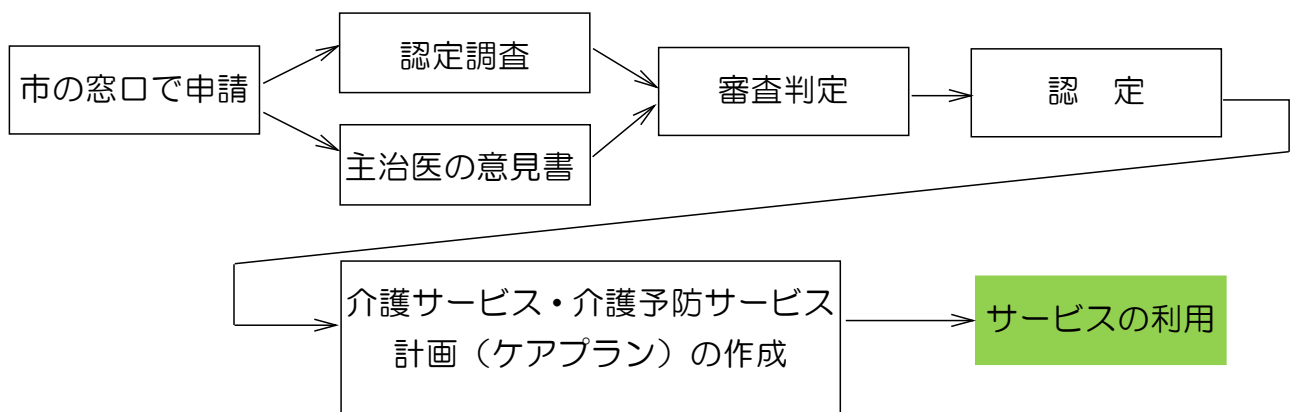 市の窓口で申請
認定調査
主治医の意見書
審査判定
認　定
介護サービス・介護予防サービス
計画（ケアプラン）の作成
サービスの利用